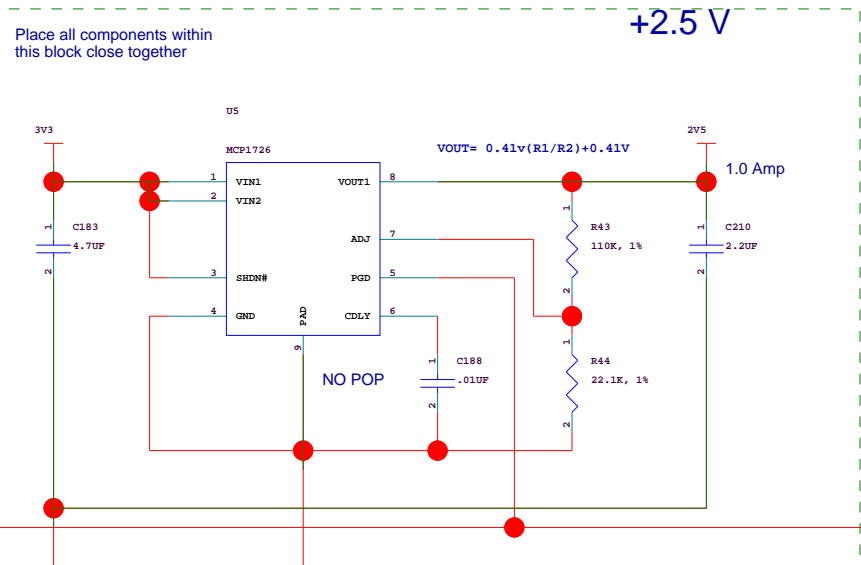 +2.5 V
Place all components within
this block close together
U5
3V3
2V5
MCP1726
VOUT= 0.41v(R1/R2)+0.41V
1.0 Amp
1
VIN1
VOUT1
8
2
VIN2
1
C183
4.7UF
2
ADJ
7
1
R43
110K, 1%
2
1
C210
2.2UF
2
3
SHDN#
PGD
5
4
GND
PAD
CDLY
6
9
NO POP
1
C188
.01UF
2
1
R44
22.1K, 1%
2